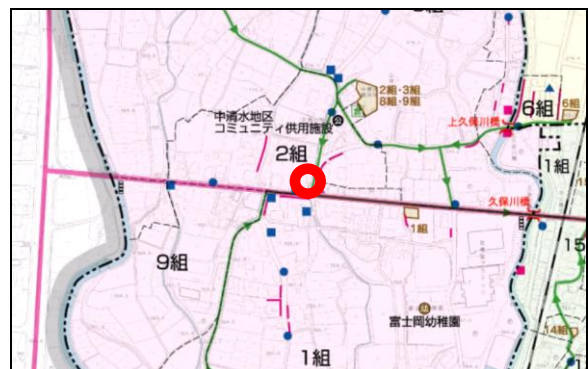 2組・3組
8組・9組
中清水地区
コミュニティ供用施設
公
上久保川橋
6組
6組
2組
1組
久保川橋
1組
15
9組
富士岡幼稚園
幼
14組
1組